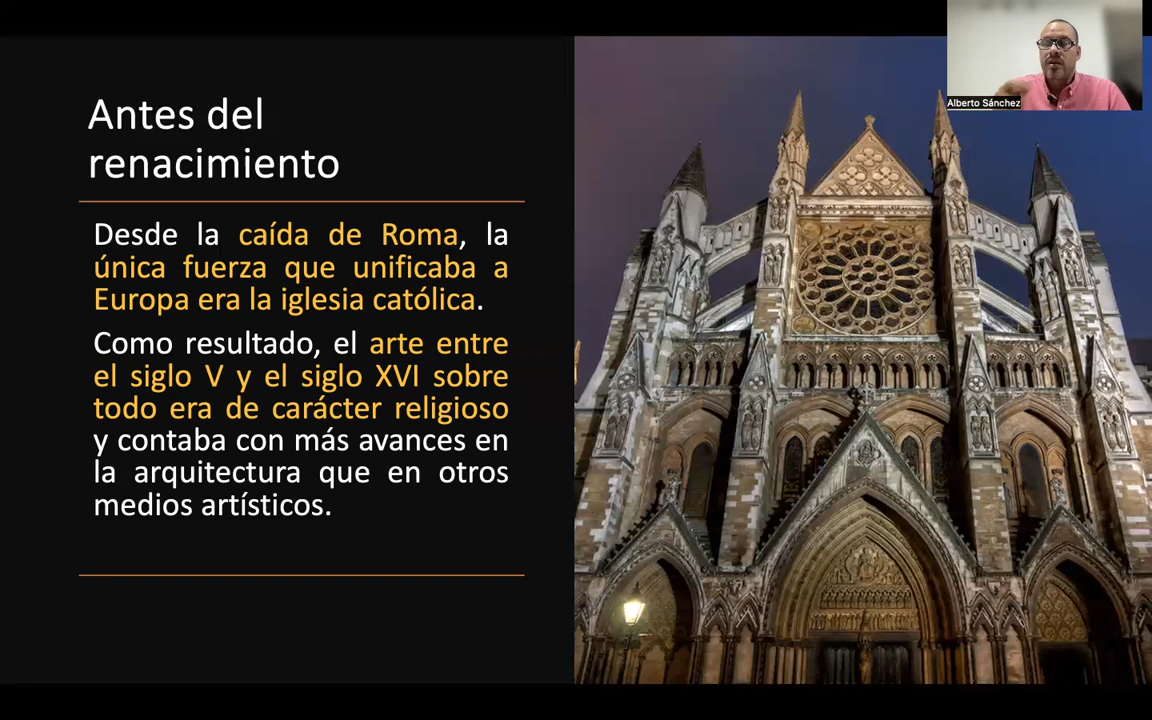 Antes del
renacimiento
Desde la caída de Roma, la
única fuerza que unificaba a
Europa era la iglesia católica.
Como resultado, el arte entre
el siglo V y el siglo XVI sobre
todo era de carácter religioso
y contaba con más avances en
la arquitectura que en otros
medios artísticos.
Alberto Sánchez